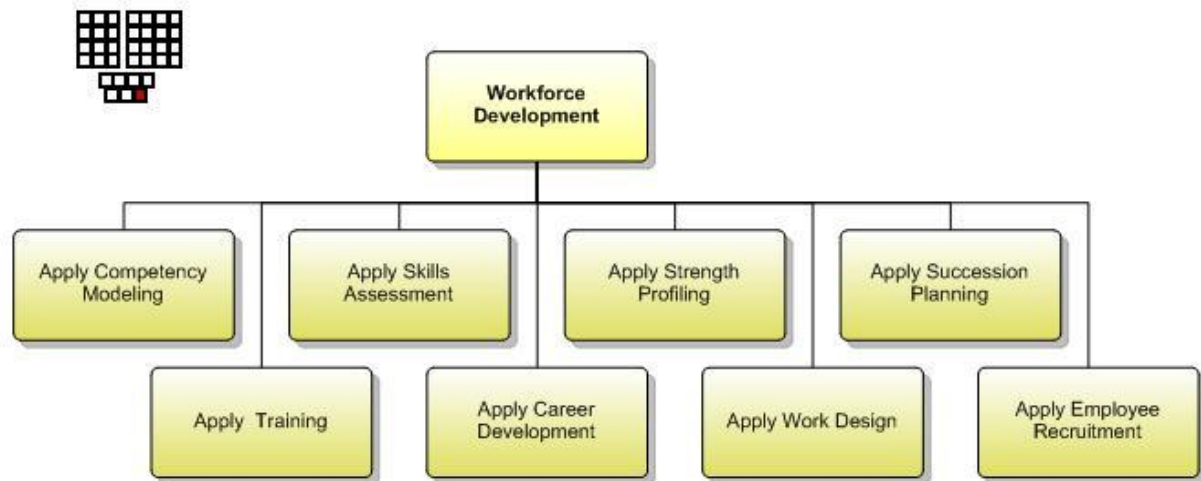 Workforce
Development
Apply Competency
Modeling
Apply Skills
Assessment
Apply Strength
Profiling
Apply Succession
Planning
Apply  Training
Apply Career
Development
Apply Work Design
Apply Employee
Recruitment